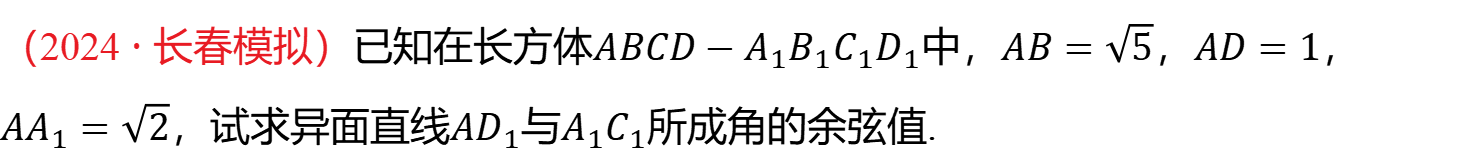 （2024·长春模拟）已知在长方体ABCD − A₁B₁C₁D₁中，AB = √5，AD = 1，
AA₁ = √2，试求异面直线AD₁与A₁C₁所成角的余弦值.